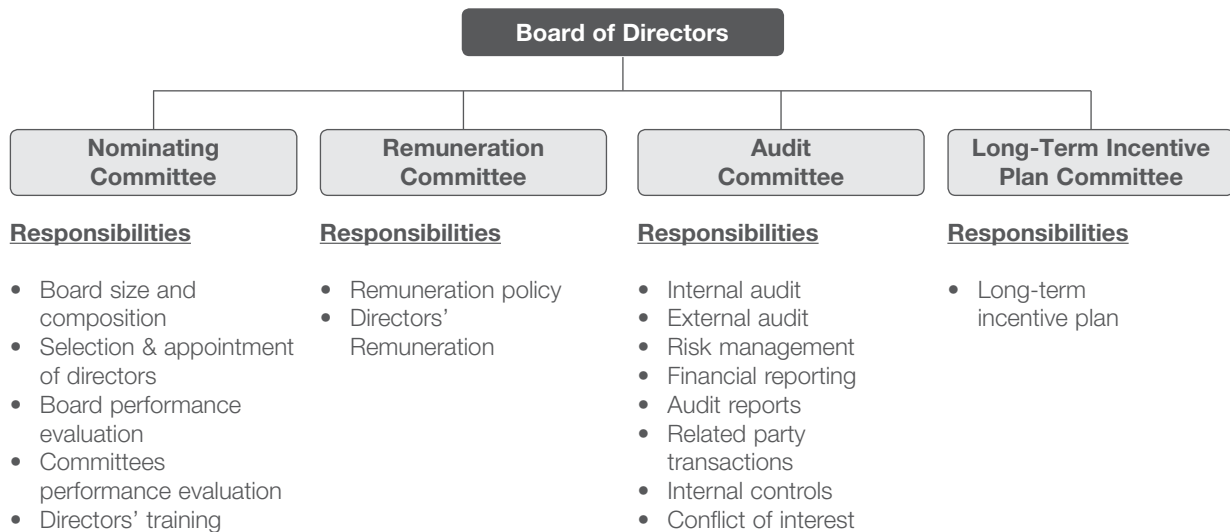 Board of Directors
Nominating
Committee
Responsibilities
• Board size and
composition
• Selection & appointment
of directors
• Board performance
evaluation
• Committees
performance evaluation
• Directors' training
Remuneration
Committee
Responsibilities
• Remuneration policy
• Directors'
Remuneration
Audit
Committee
Responsibilities
• Internal audit
• External audit
• Risk management
• Financial reporting
• Audit reports
• Related party
transactions
• Internal controls
• Conflict of interest
Long-Term Incentive
Plan Committee
Responsibilities
• Long-term
incentive plan